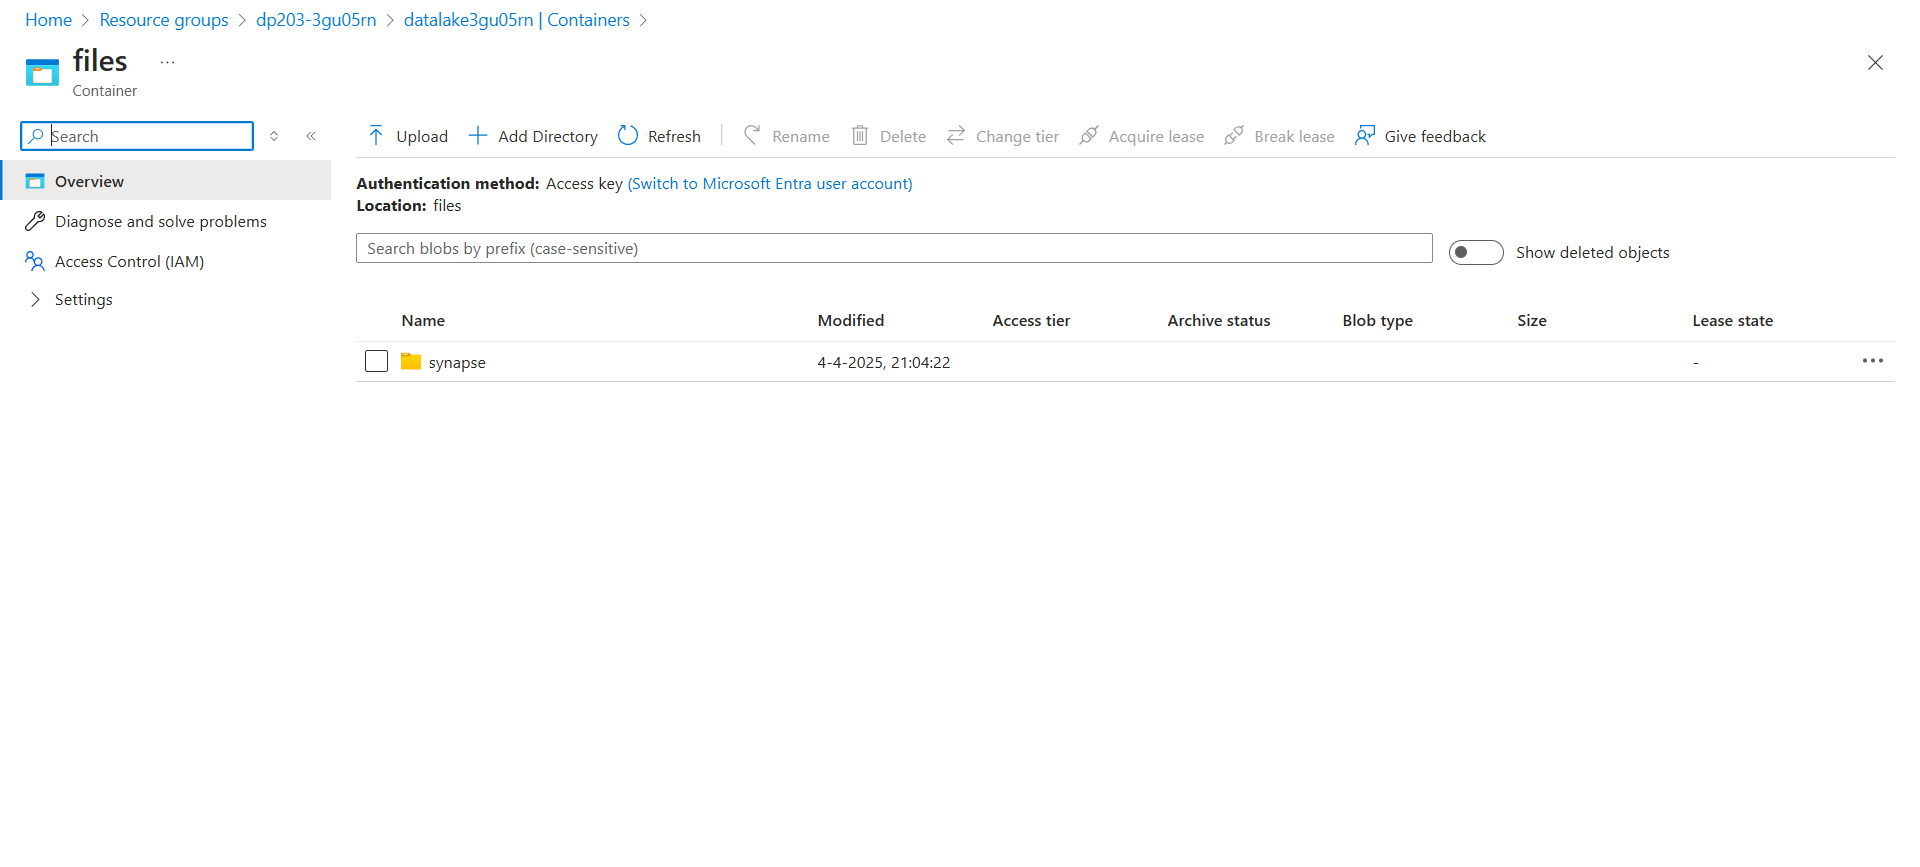 Home > Resource groups > dp203-3gu05rn > datalake3gu05rn | Containers >
files ...
Container
Search
Upload Add Directory Refresh Rename Delete Change tier Acquire lease Break lease Give feedback
Overview
Diagnose and solve problems
Access Control (IAM)
Settings
Authentication method: Access key (Switch to Microsoft Entra user account)
Location: files
Search blobs by prefix (case-sensitive)
Show deleted objects
Name Modified Access tier Archive status Blob type Size Lease state
synapse 4-4-2025, 21:04:22 - ...